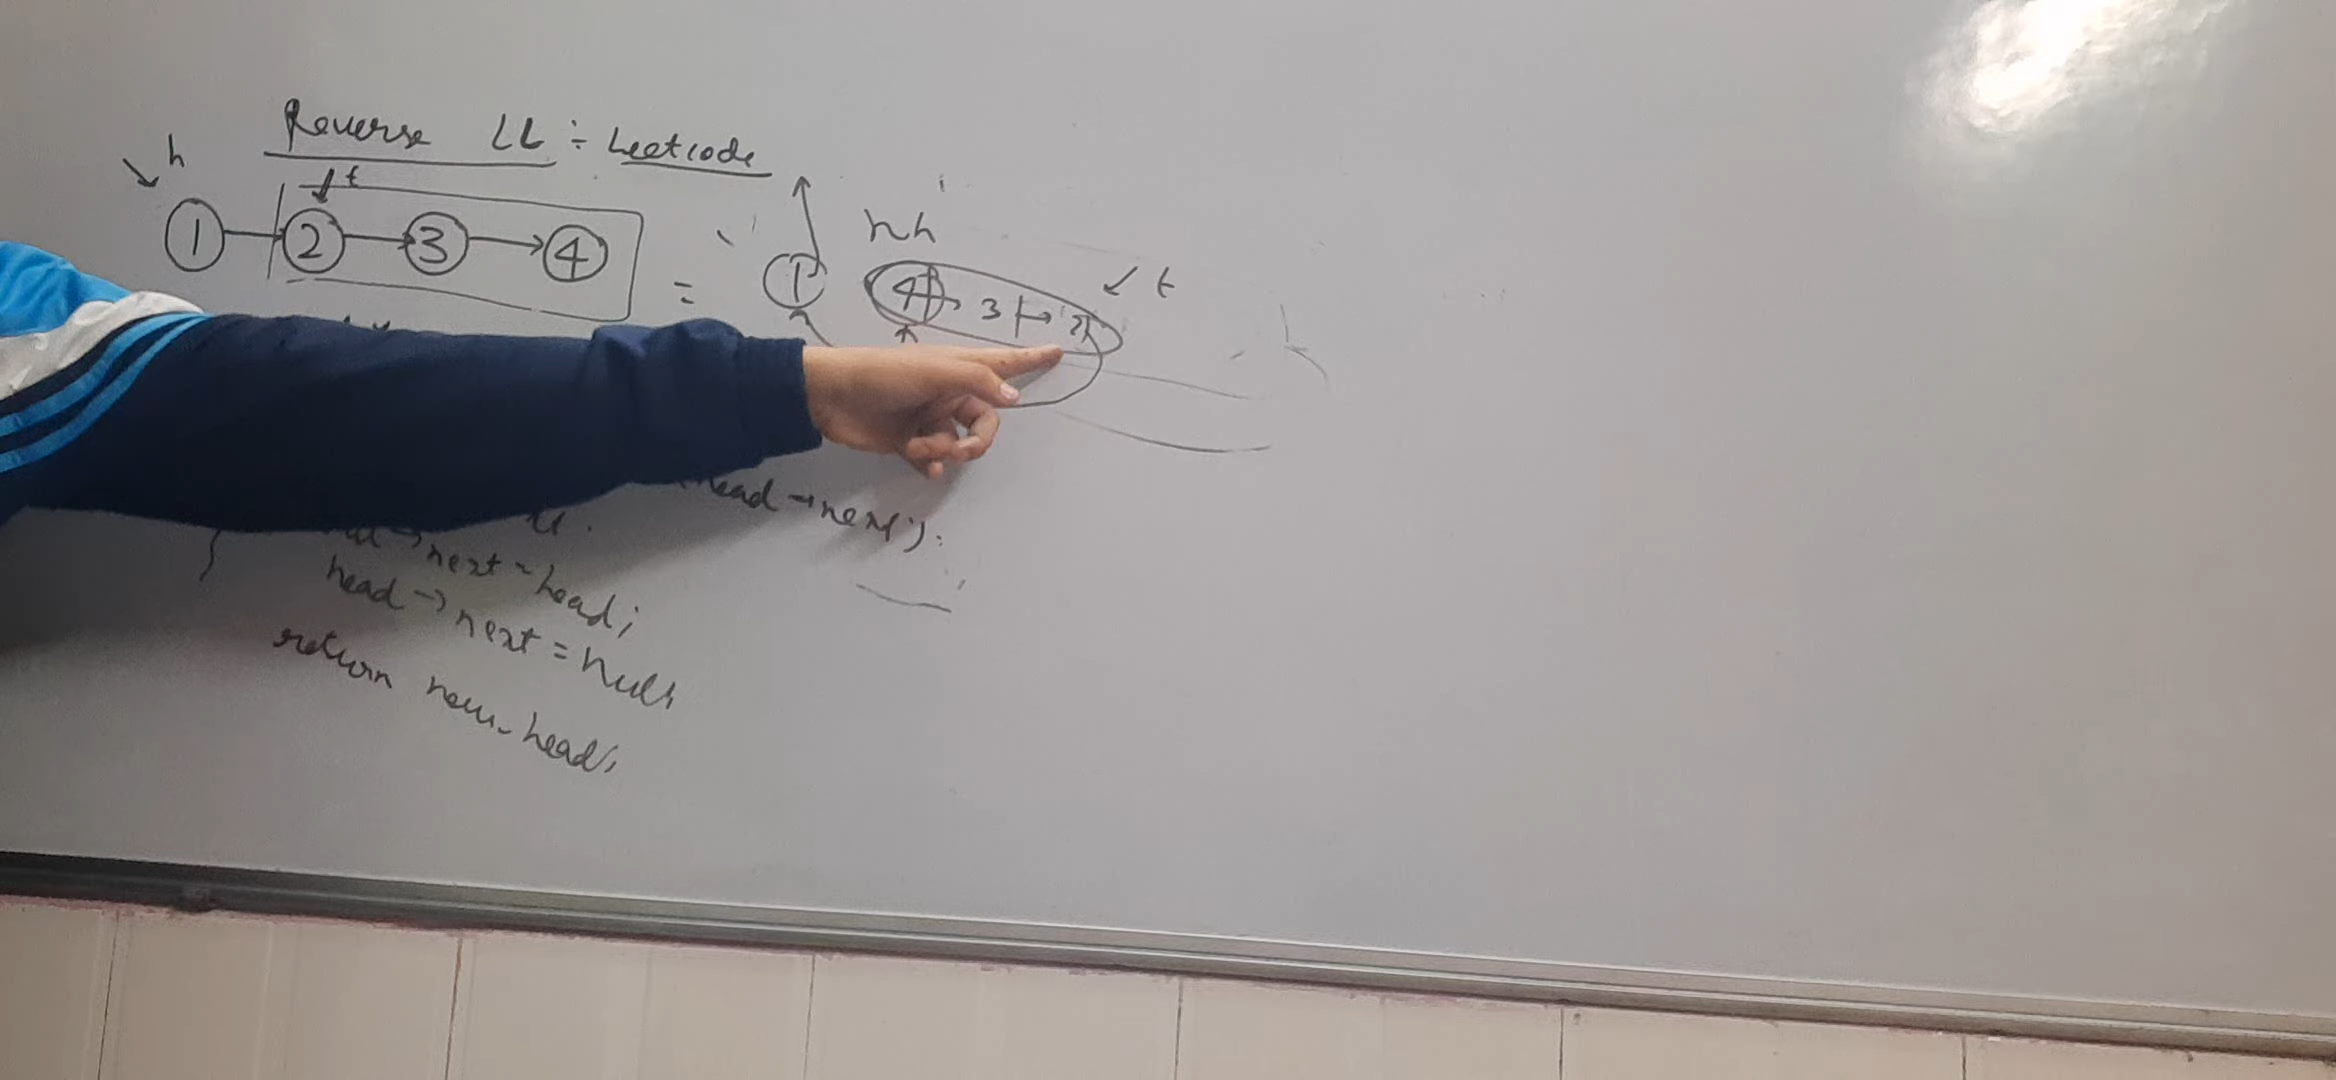 Reverse LL ÷ Leetcode
h
t
1 2 3 4
=
1
nh
4 3 2
t
head → next);
→ next = head;
head → next = null;
return new_head;